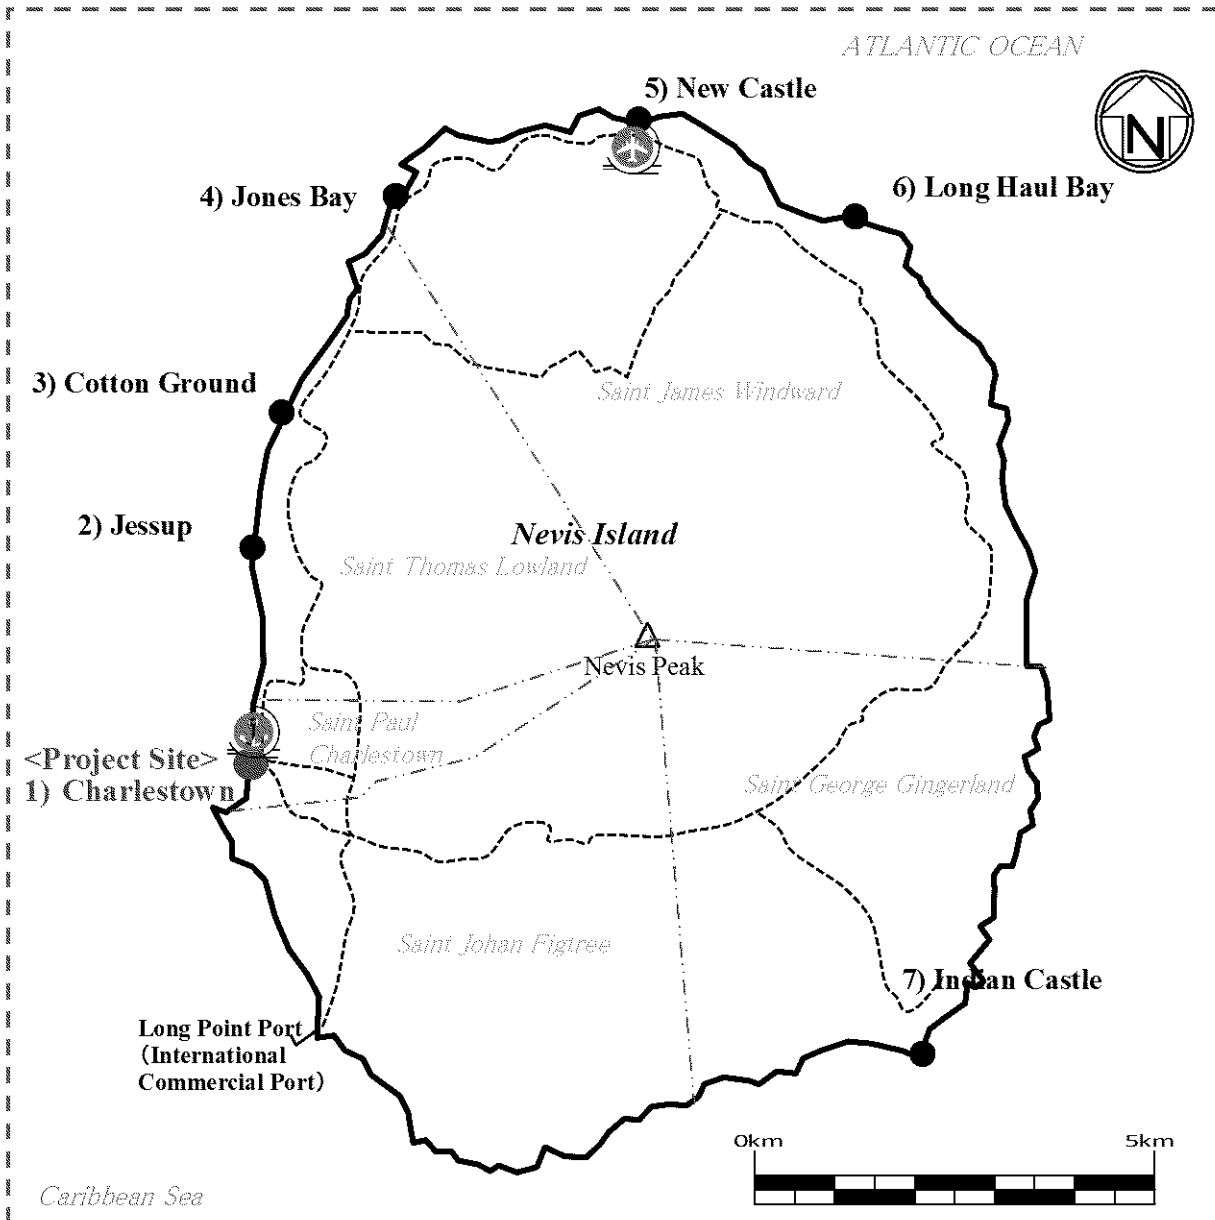 ATLANTIC OCEAN
5) New Castle
N
4) Jones Bay
6) Long Haul Bay
3) Cotton Ground
Saint James Windward
2) Jessup
Nevis Island
Saint Thomas Lowland
Nevis Peak
Saint Paul
Charlestown
<Project Site>
1) Charlestown
Saint George Gingerland
Saint Johan Figtree
7) Indian Castle
Long Point Port
(International
Commercial Port)
0km 5km
Caribbean Sea